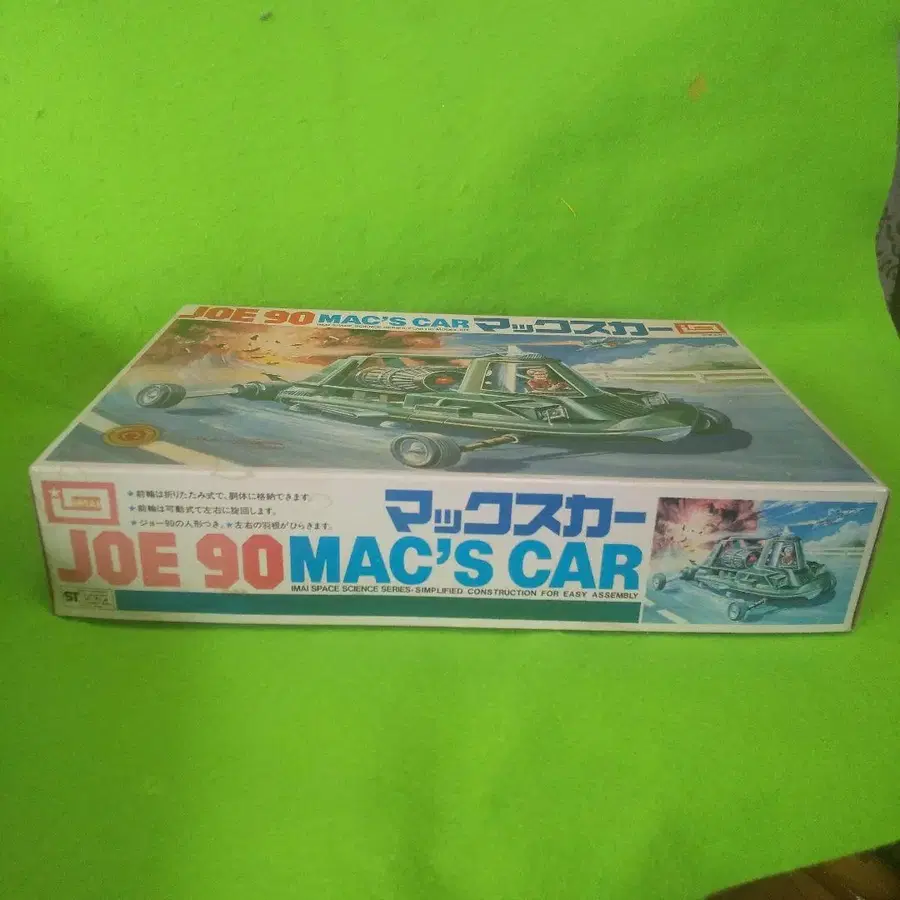 JOE 90 MAC'S CAR マックスカー
IMAI
★前輪は折りたたみ式で、胴体に格納できます。
★前輪は可動式で左右に旋回します。
★ジョー90の人形つき。★左右の羽根がひらきます。
マックスカー
JOE 90 MAC'S CAR
IMAI SPACE SCIENCE SERIES·SIMPLIFIED CONSTRUCTION FOR EASY ASSEMBLY
ST